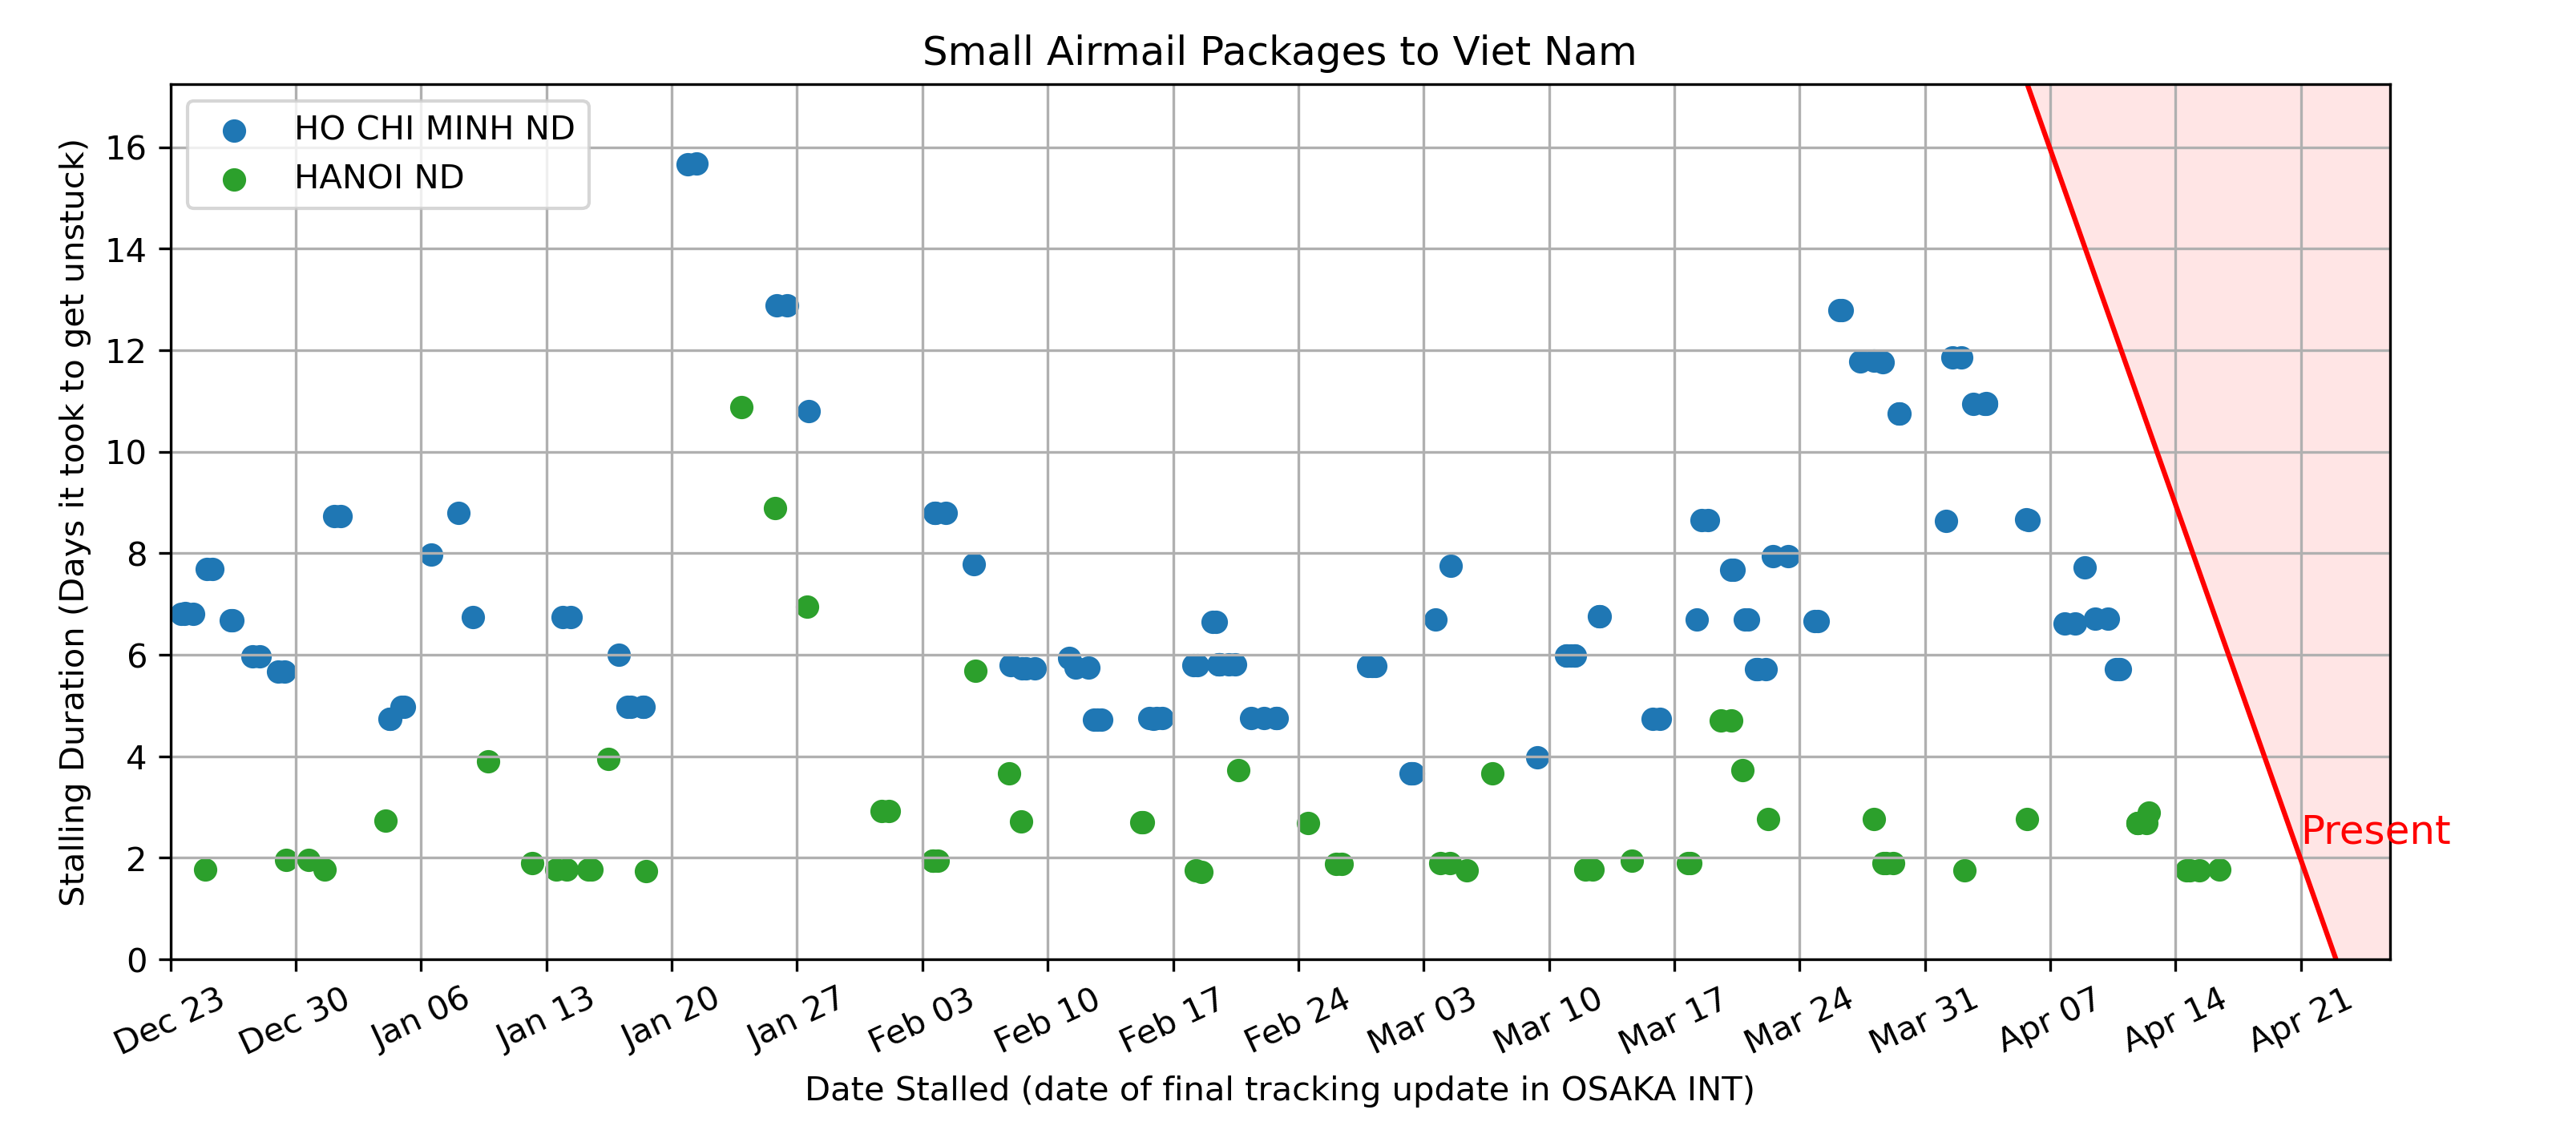 Small Airmail Packages to Viet Nam
HO CHI MINH ND
HANOI ND
Stalling Duration (Days it took to get unstuck)
16
14
12
10
8
6
4
2
0
Present
Dec 23
Dec 30
Jan 06
Jan 13
Jan 20
Jan 27
Feb 03
Feb 10
Feb 17
Feb 24
Mar 03
Mar 10
Mar 17
Mar 24
Mar 31
Apr 07
Apr 14
Apr 21
Date Stalled (date of final tracking update in OSAKA INT)